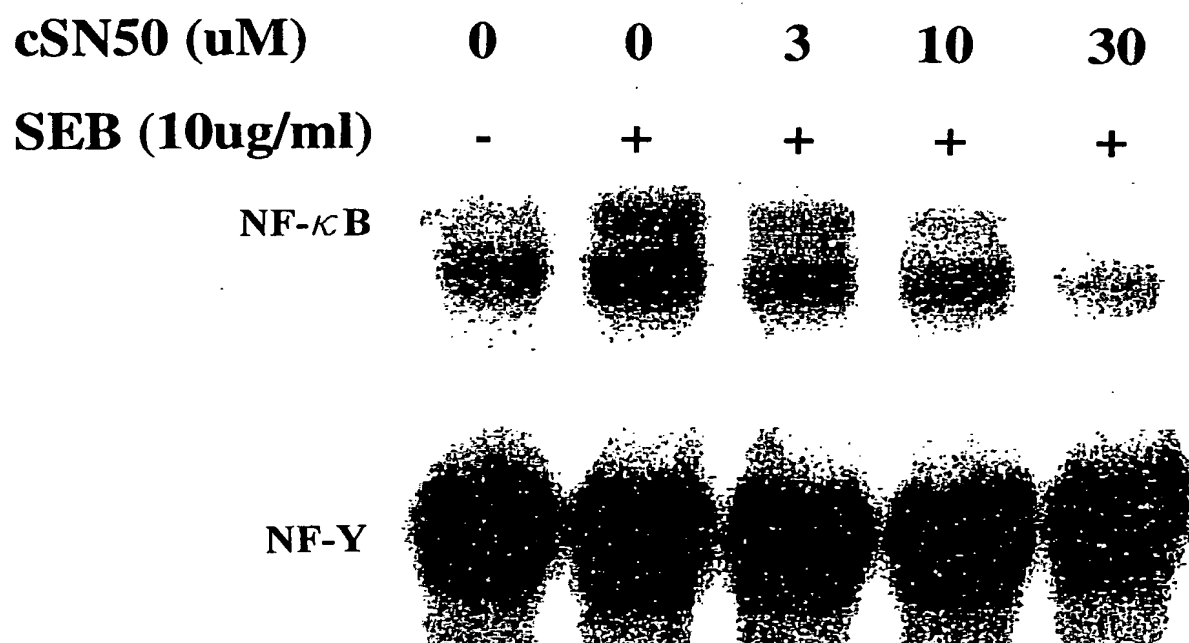 cSN50 (uM) 0 0 3 10 30
SEB (10ug/ml) - + + + +
NF-κB
NF-Y